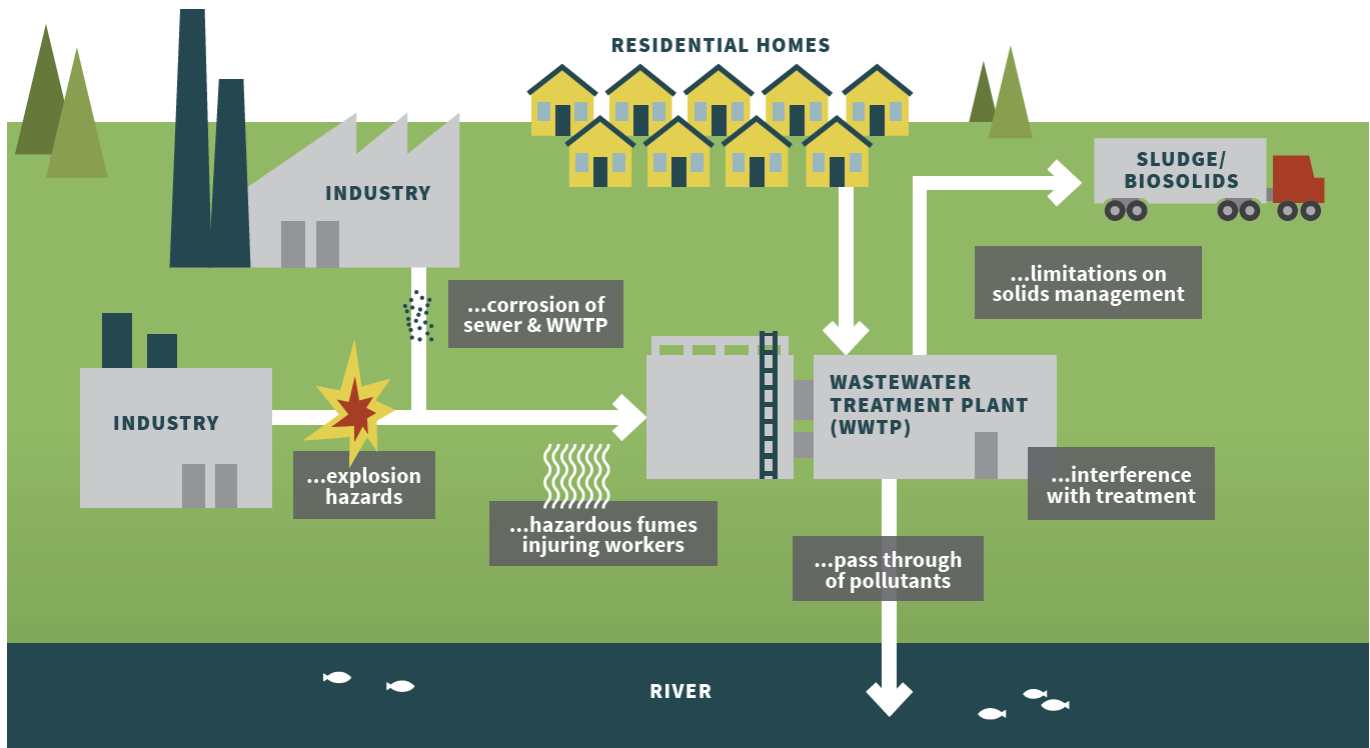 RESIDENTIAL HOMES
SLUDGE/
BIOSOLIDS
INDUSTRY
...limitations on
solids management
...corrosion of
sewer & WWTP
WASTEWATER
TREATMENT PLANT
(WWTP)
INDUSTRY
...explosion
hazards
...interference
with treatment
...hazardous fumes
injuring workers
...pass through
of pollutants
RIVER